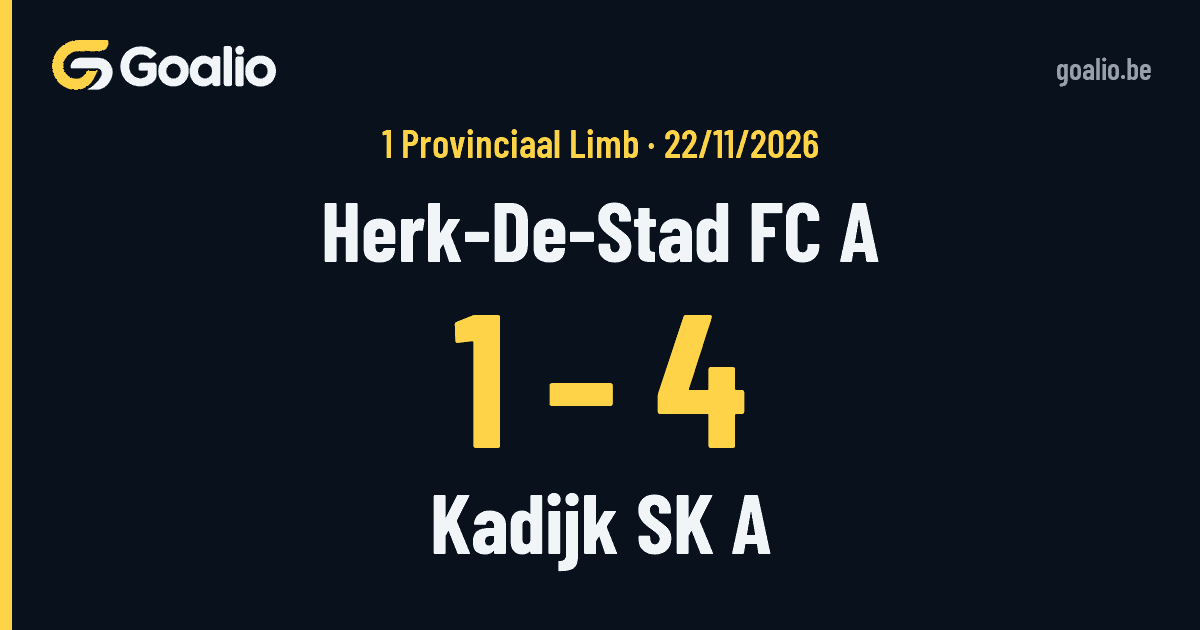 Goalio
goalio.be
1 Provinciaal Limb · 22/11/2026
Herk-De-Stad FC A
1 – 4
Kadijk SK A